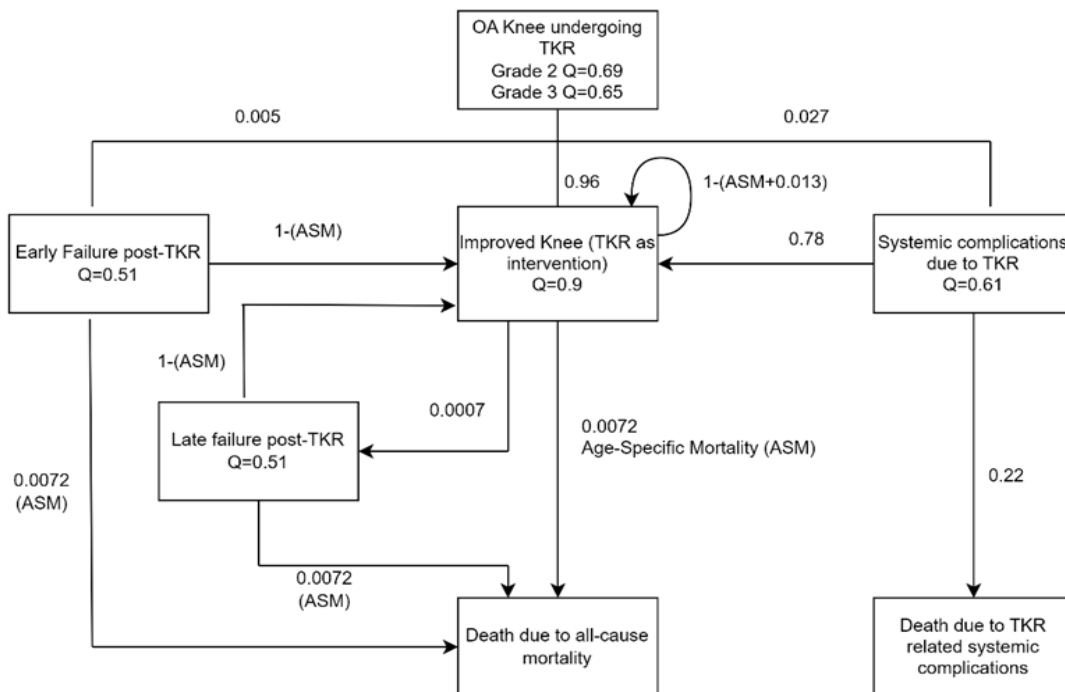 OA Knee undergoing
TKR
Grade 2 Q=0.69
Grade 3 Q=0.65
0.005
0.027
0.96
1-(ASM+0.013)
Early Failure post-TKR
Q=0.51
1-(ASM)
Improved Knee (TKR as
intervention)
Q=0.9
0.78
Systemic complications
due to TKR
Q=0.61
1-(ASM)
0.0007
Late failure post-TKR
Q=0.51
0.0072
Age-Specific Mortality (ASM)
0.0072
(ASM)
0.22
0.0072
(ASM)
Death due to all-cause
mortality
Death due to TKR
related systemic
complications